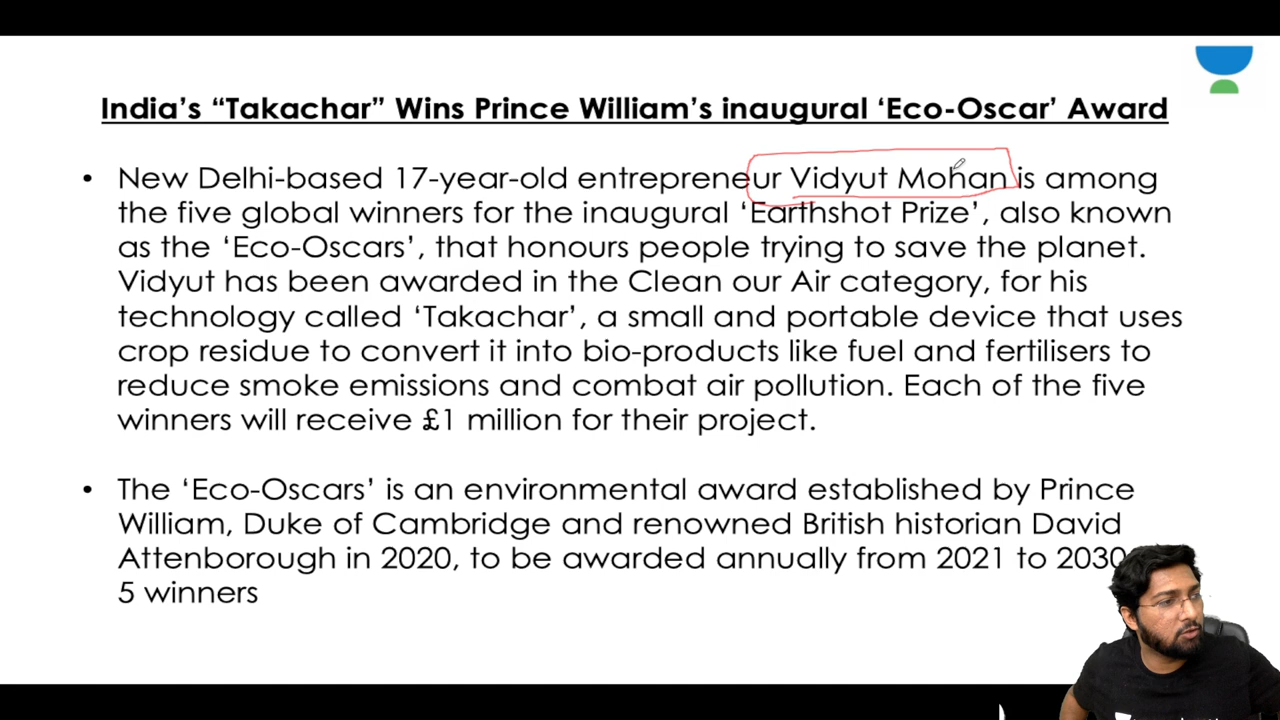 India’s “Takachar” Wins Prince William’s inaugural ‘Eco-Oscar’ Award
• New Delhi-based 17-year-old entrepreneur Vidyut Mohan is among
the five global winners for the inaugural ‘Earthshot Prize’, also known
as the ‘Eco-Oscars’, that honours people trying to save the planet.
Vidyut has been awarded in the Clean our Air category, for his
technology called ‘Takachar’, a small and portable device that uses
crop residue to convert it into bio-products like fuel and fertilisers to
reduce smoke emissions and combat air pollution. Each of the five
winners will receive £1 million for their project.
• The ‘Eco-Oscars’ is an environmental award established by Prince
William, Duke of Cambridge and renowned British historian David
Attenborough in 2020, to be awarded annually from 2021 to 2030
5 winners